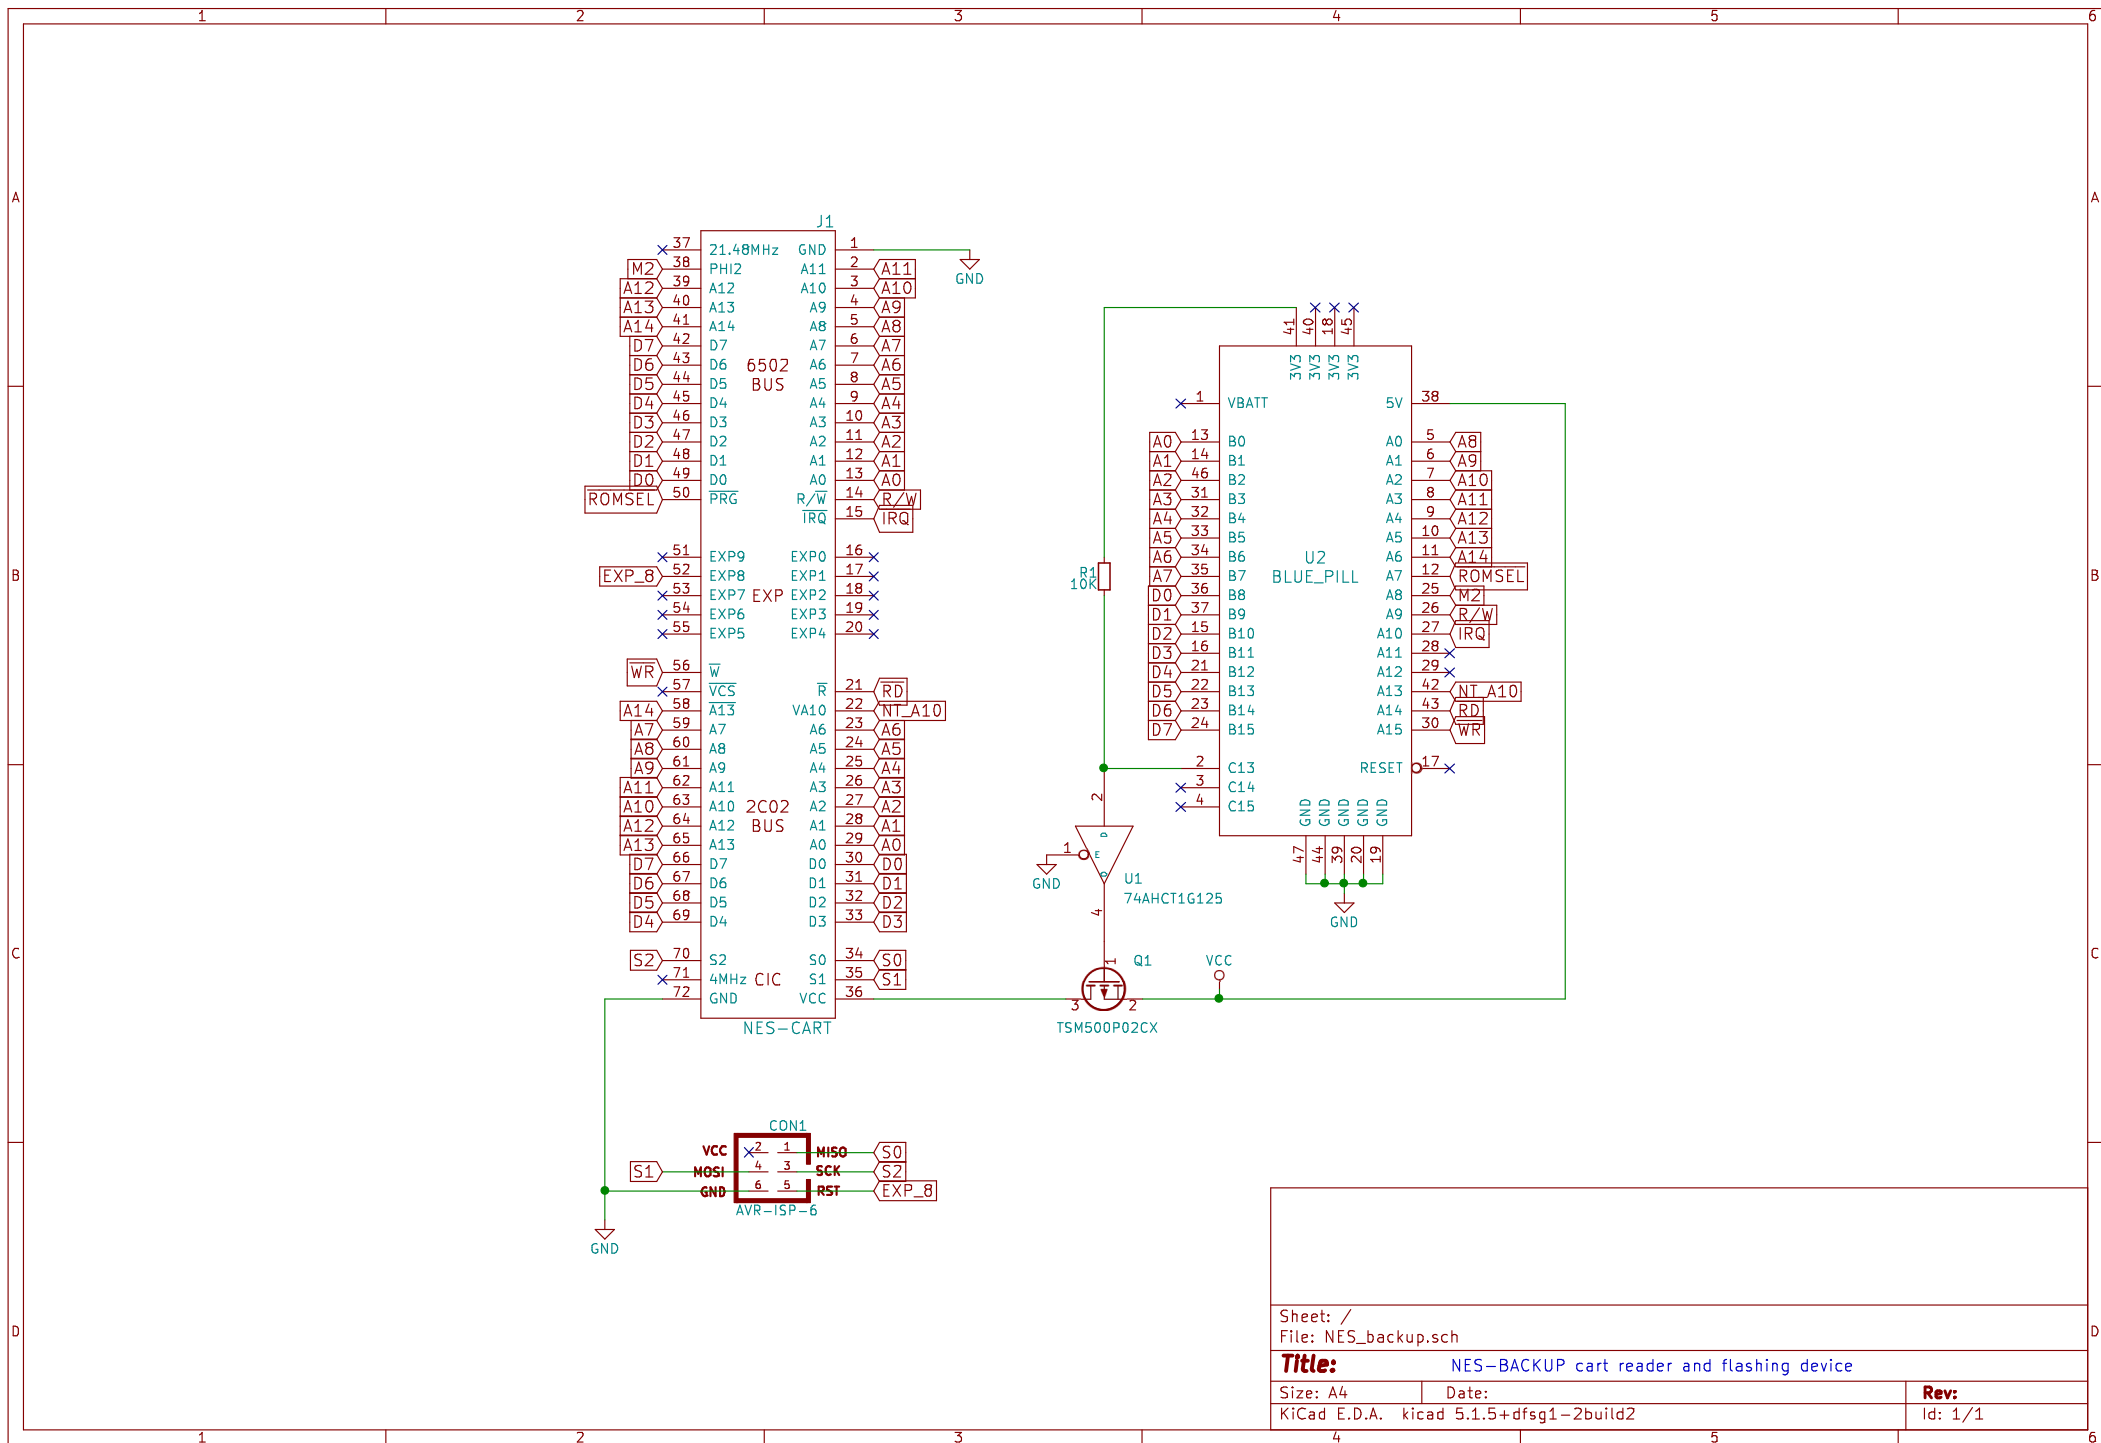 1 2 3 4 5 6
A A
B B
C C
D D
J1
37 21.48MHz GND 1
GND
M2 38 PHI2 A11 2 A11
A12 39 A12 A10 3 A10
A13 40 A13 A9 4 A9
A14 41 A14 A8 5 A8
D7 42 D7 A7 6 A7
D6 43 D6 A6 7 A6
6502
BUS
D5 44 D5 A5 8 A5
D4 45 D4 A4 9 A4
D3 46 D3 A3 10 A3
D2 47 D2 A2 11 A2
D1 48 D1 A1 12 A1
D0 49 D0 A0 13 A0
ROMSEL 50 PRG R/W 14 R/W
IRQ 15 IRQ
51 EXP9 EXP0 16
EXP_8 52 EXP8 EXP1 17
53 EXP7 EXP EXP2 18
54 EXP6 EXP3 19
55 EXP5 EXP4 20
WR 56 W
57 VCS R 21 RD
A14 58 A13 VA10 22 NT_A10
A7 59 A7 A6 23 A6
A8 60 A8 A5 24 A5
A9 61 A9 A4 25 A4
A11 62 A11 A3 26 A3
A10 63 A10 A2 27 A2
2C02
BUS
A12 64 A12 A1 28 A1
A13 65 A13 A0 29 A0
D7 66 D7 D0 30 D0
D6 67 D6 D1 31 D1
D5 68 D5 D2 32 D2
D4 69 D4 D3 33 D3
S2 70 S2 S0 34 S0
71 4MHz CIC S1 35 S1
72 GND VCC 36
NES-CART
41 40 18 45
3V3 3V3 3V3 3V3
1 VBATT 5V 38
A0 13 B0 A0 5 A8
A1 14 B1 A1 6 A9
A2 46 B2 A2 7 A10
A3 31 B3 A3 8 A11
A4 32 B4 A4 9 A12
A5 33 B5 A5 10 A13
A6 34 B6 A6 11 A14
U2
BLUE_PILL
A7 35 B7 A7 12 ROMSEL
D0 36 B8 A8 25 M2
D1 37 B9 A9 26 R/W
D2 15 B10 A10 27 IRQ
D3 16 B11 A11 28
D4 21 B12 A12 29
D5 22 B13 A13 42 NT_A10
D6 23 B14 A14 43 RD
D7 24 B15 A15 30 WR
2 C13 RESET 17
3 C14
4 C15
GND GND GND GND GND
47 44 39 20 19
GND
R1
10K
2
D
1 E
GND
O
U1
74AHCT1G125
4
Q1
1
3 2
TSM500P02CX
VCC
CON1
VCC 2 1 MISO S0
S1 MOSI 4 3 SCK S2
GND 6 5 RST EXP_8
AVR-ISP-6
GND
Sheet: /
File: NES_backup.sch
Title: NES-BACKUP cart reader and flashing device
Size: A4 Date: Rev:
KiCad E.D.A. kicad 5.1.5+dfsg1-2build2 Id: 1/1
1 2 3 4 5 6